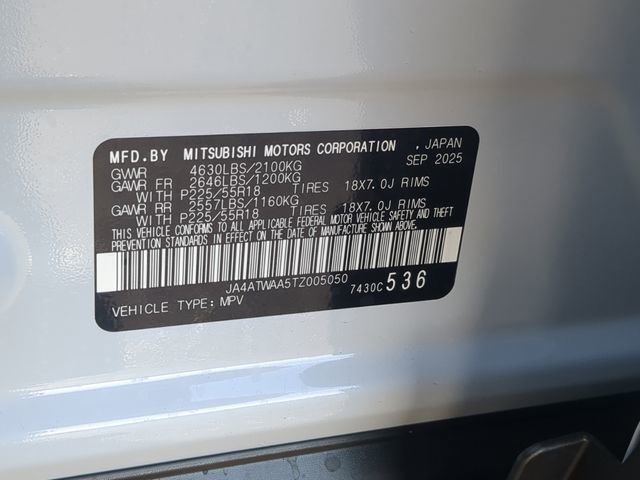 MFD.BY MITSUBISHI MOTORS CORPORATION , JAPAN
GVWR 4630LBS/2100KG SEP 2025
GAWR FR 2646LBS/1200KG
WITH P225/55R18 TIRES 18X7.0J RIMS
GAWR RR 2557LBS/1160KG
WITH P225/55R18 TIRES 18X7.0J RIMS
THIS VEHICLE CONFORMS TO ALL APPLICABLE FEDERAL MOTOR VEHICLE SAFETY AND THEFT
PREVENTION STANDARDS IN EFFECT ON THE DATE OF MANUFACTURE SHOWN ABOVE.
JA4ATWAA5TZ005050 7430C 536
VEHICLE TYPE: MPV